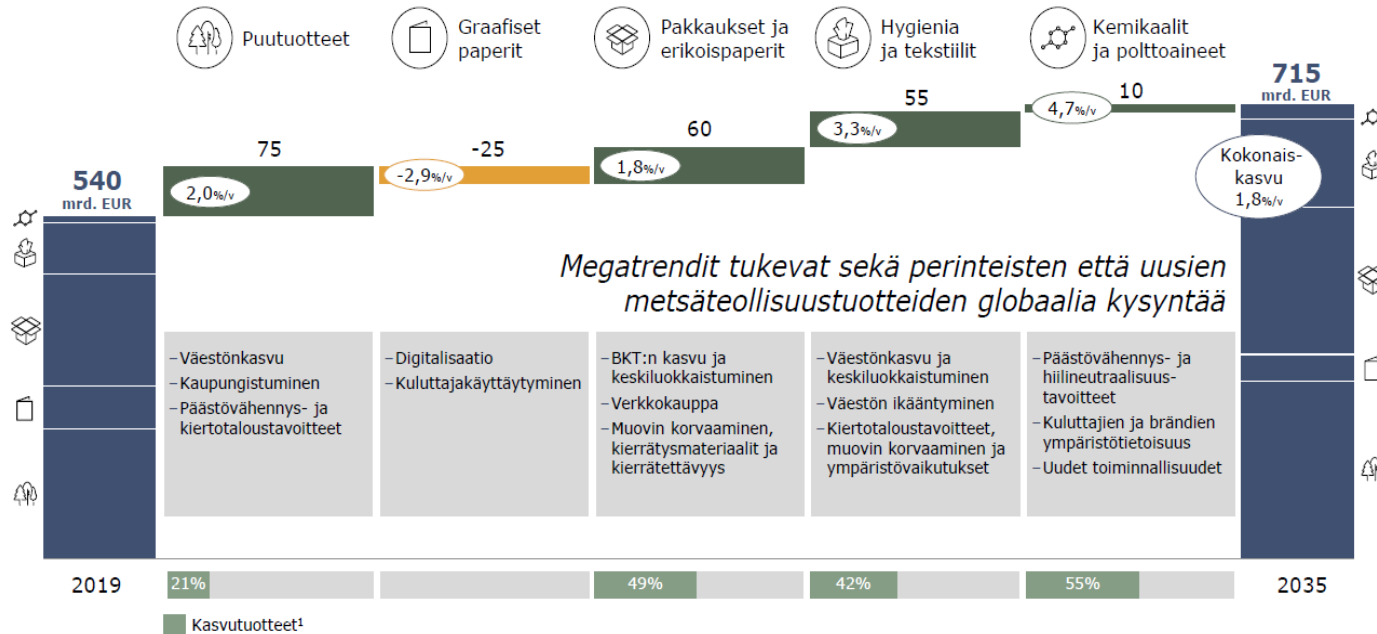 Puutuotteet
Graafiset
paperit
Pakkaukset ja
erikoispaperit
Hygienia
ja tekstiilit
Kemikaalit
ja polttoaineet
540
mrd. EUR
75
2,0%/v
-25
-2,9%/v
60
1,8%/v
55
3,3%/v
10
4,7%/v
715
mrd. EUR
Kokonais-
kasvu
1,8%/v
Megatrendit tukevat sekä perinteisten että uusien
metsäteollisuustuotteiden globaalia kysyntää
–Väestönkasvu
–Kaupungistuminen
–Päästövähennys- ja
kiertotaloustavoitteet
–Digitalisaatio
–Kuluttajakäyttäytyminen
–BKT:n kasvu ja
keskiluokkaistuminen
–Verkkokauppa
–Muovin korvaaminen,
kierrätysmateriaalit ja
kierrätettävyys
–Väestönkasvu ja
keskiluokkaistuminen
–Väestön ikääntyminen
–Kiertotaloustavoitteet,
muovin korvaaminen ja
ympäristövaikutukset
–Päästövähennys- ja
hiilineutraalisuus-
tavoitteet
–Kuluttajien ja brändien
ympäristötietoisuus
–Uudet toiminnallisuudet
2019
21%
49%
42%
55%
2035
Kasvutuotteet¹